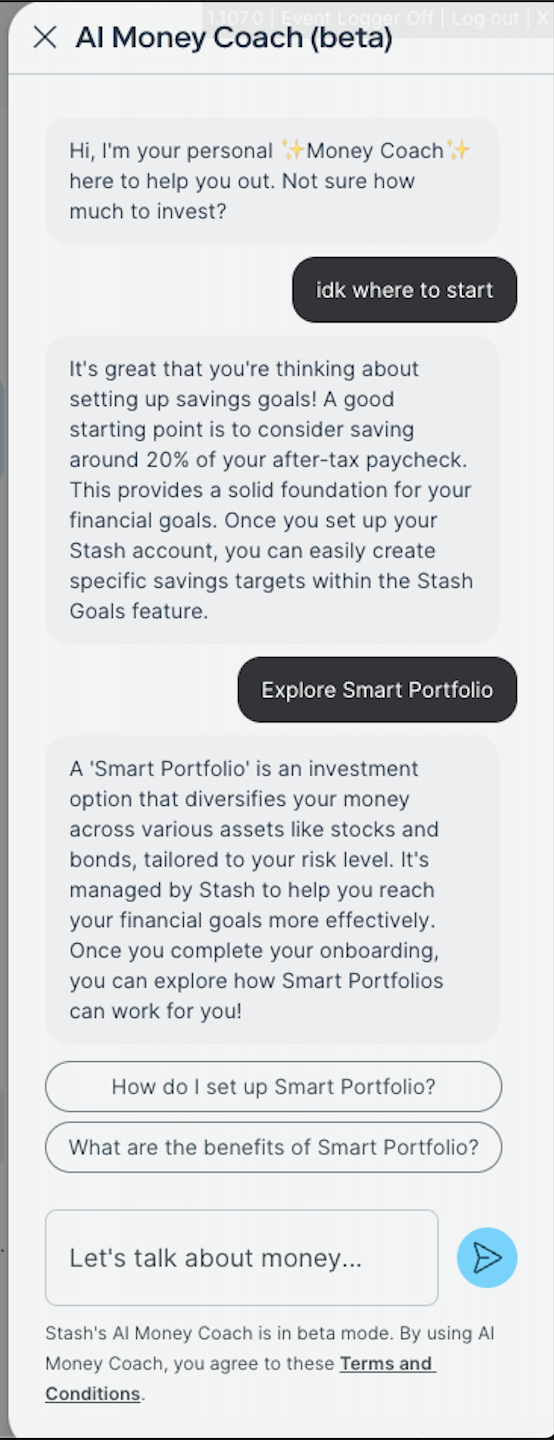 1.107.0 | Event Logger Off | Log out | X
AI Money Coach (beta)
Hi, I'm your personal ✨Money Coach✨
here to help you out. Not sure how
much to invest?
idk where to start
It's great that you're thinking about
setting up savings goals! A good
starting point is to consider saving
around 20% of your after-tax paycheck.
This provides a solid foundation for your
financial goals. Once you set up your
Stash account, you can easily create
specific savings targets within the Stash
Goals feature.
Explore Smart Portfolio
A 'Smart Portfolio' is an investment
option that diversifies your money
across various assets like stocks and
bonds, tailored to your risk level. It's
managed by Stash to help you reach
your financial goals more effectively.
Once you complete your onboarding,
you can explore how Smart Portfolios
can work for you!
How do I set up Smart Portfolio?
What are the benefits of Smart Portfolio?
Let's talk about money...
Stash's AI Money Coach is in beta mode. By using AI
Money Coach, you agree to these Terms and
Conditions.